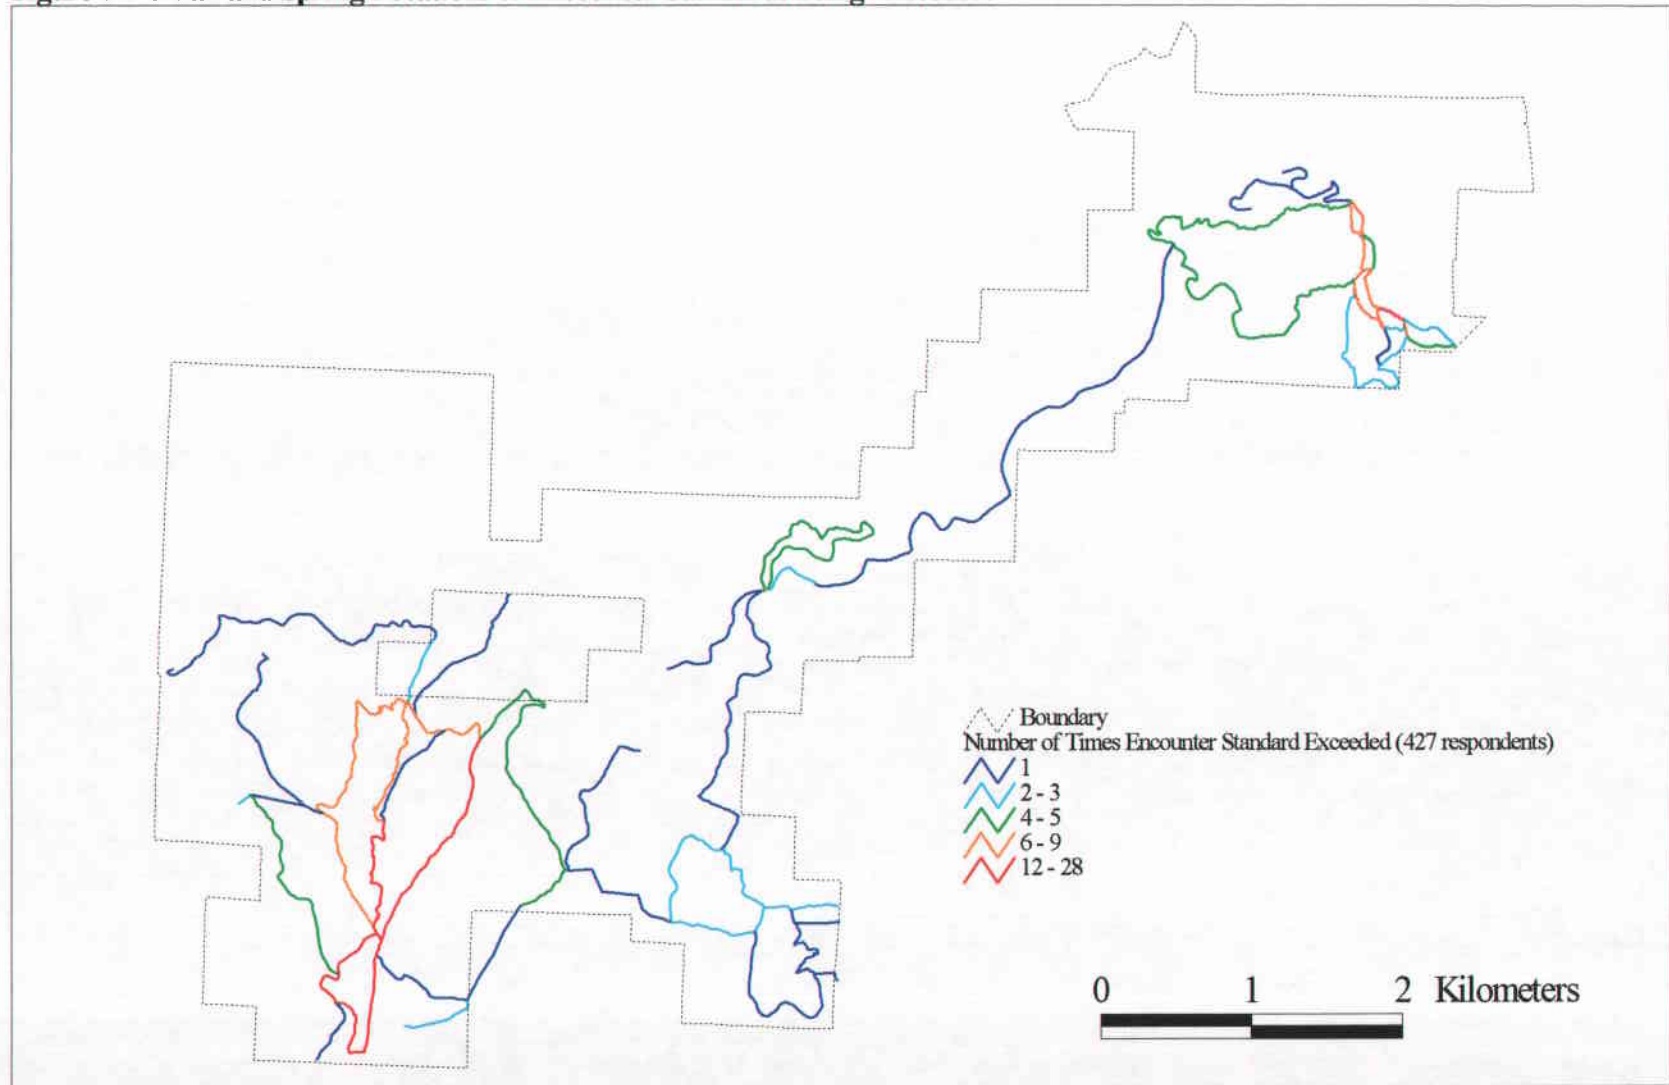 Boundary
Number of Times Encounter Standard Exceeded (427 respondents)
1
2 - 3
4 - 5
6 - 9
12 - 28
0 1 2 Kilometers